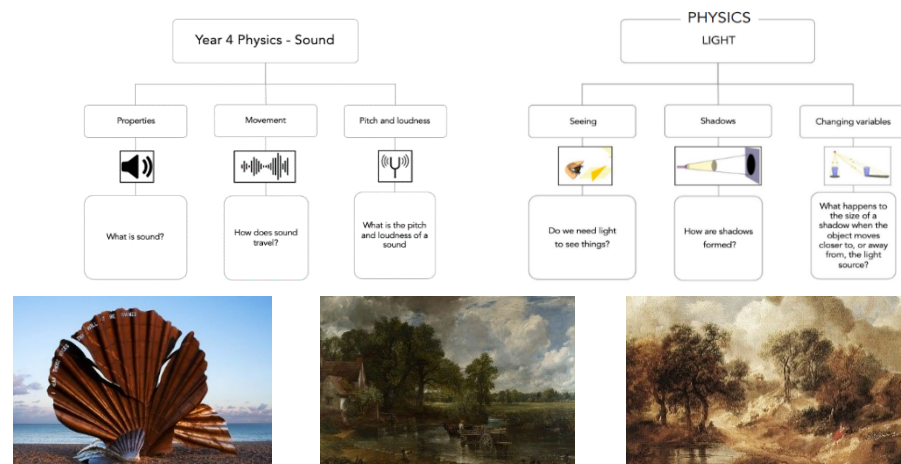 Year 4 Physics - Sound
Properties
Movement
Pitch and loudness
What is sound?
How does sound
travel?
What is the pitch
and loudness of a
sound
PHYSICS
LIGHT
Seeing
Shadows
Changing variables
Do we need light
to see things?
How are shadows
formed?
What happens to
the size of a
shadow when the
object moves
closer to, or away
from, the light
source?